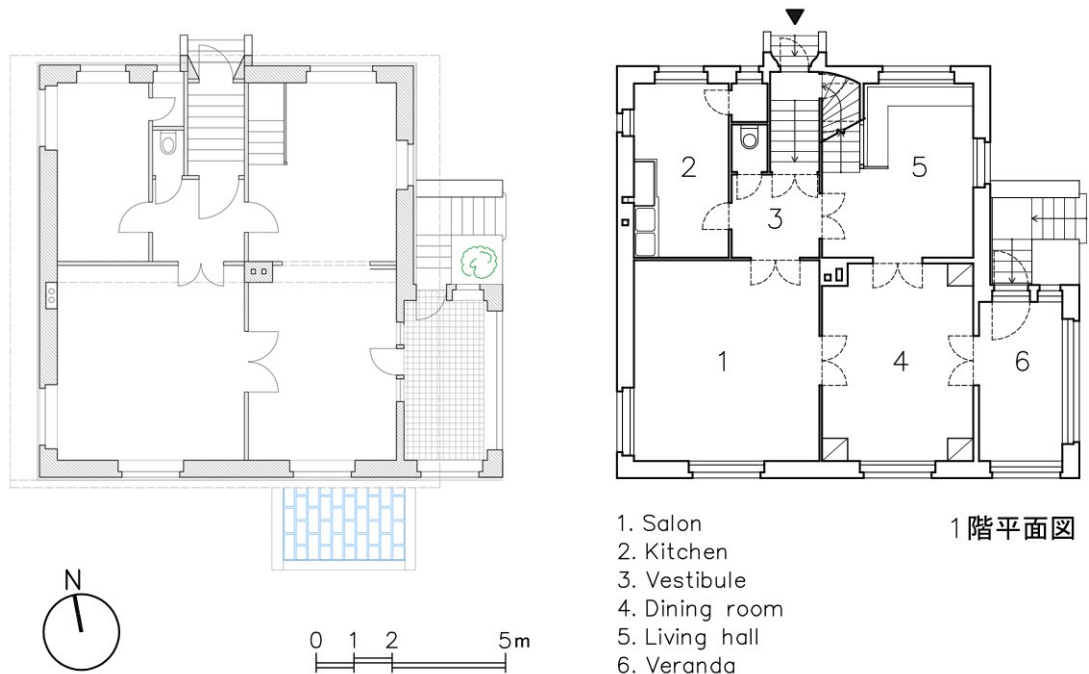 2
3
5
1
4
6
1. Salon
2. Kitchen
3. Vestibule
4. Dining room
5. Living hall
6. Veranda
1階平面図
N
0 1 2 5m